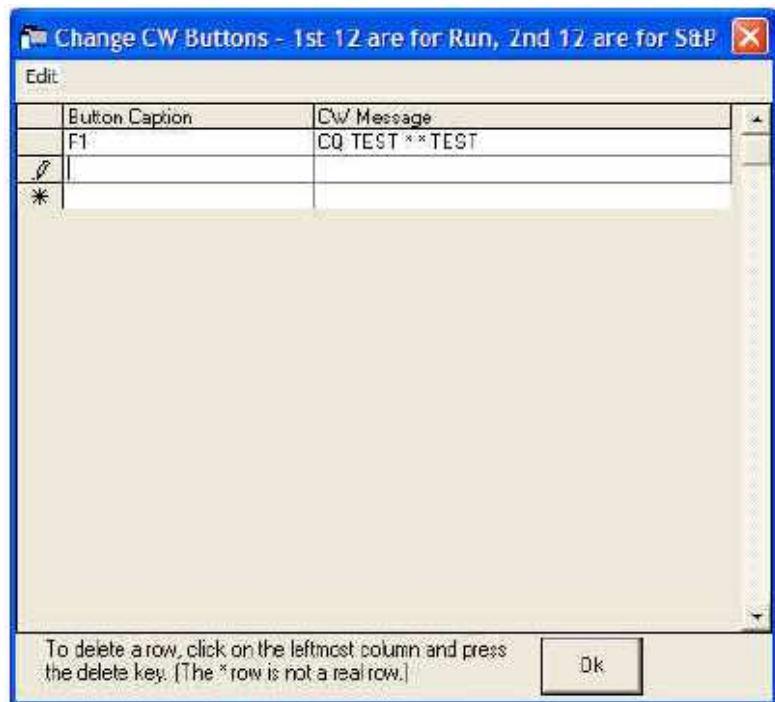 Change CW Buttons - 1st 12 are for Run, 2nd 12 are for S&P
Edit
Button Caption CW Message
F1 CQ TEST * * TEST
*
To delete a row, click on the leftmost column and press
the delete key. (The * row is not a real row.)
Ok